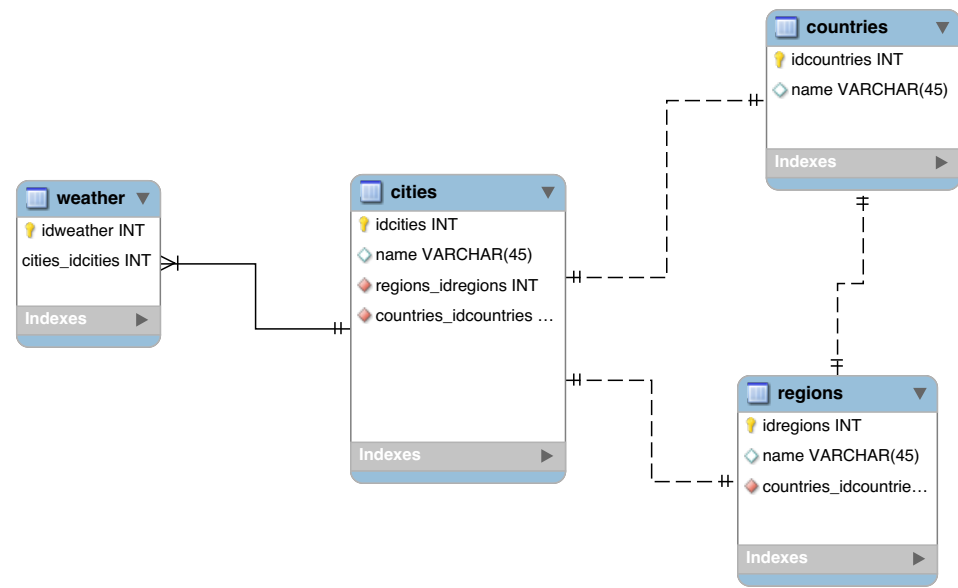 weather
idweather INT
cities_idcities INT
Indexes
cities
idcities INT
name VARCHAR(45)
regions_idregions INT
countries_idcountries …
Indexes
countries
idcountries INT
name VARCHAR(45)
Indexes
regions
idregions INT
name VARCHAR(45)
countries_idcountrie…
Indexes